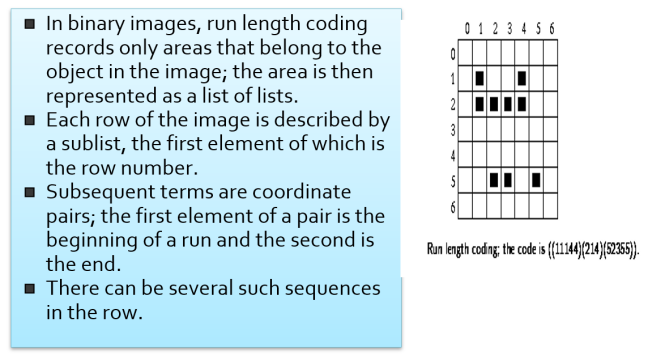 In binary images, run length coding
records only areas that belong to the
object in the image; the area is then
represented as a list of lists.
Each row of the image is described by
a sublist, the first element of which is
the row number.
Subsequent terms are coordinate
pairs; the first element of a pair is the
beginning of a run and the second is
the end.
There can be several such sequences
in the row.
0 1 2 3 4 5 6
0
1
2
3
4
5
6
Run length coding; the code is ((11144)(214)(52355)).